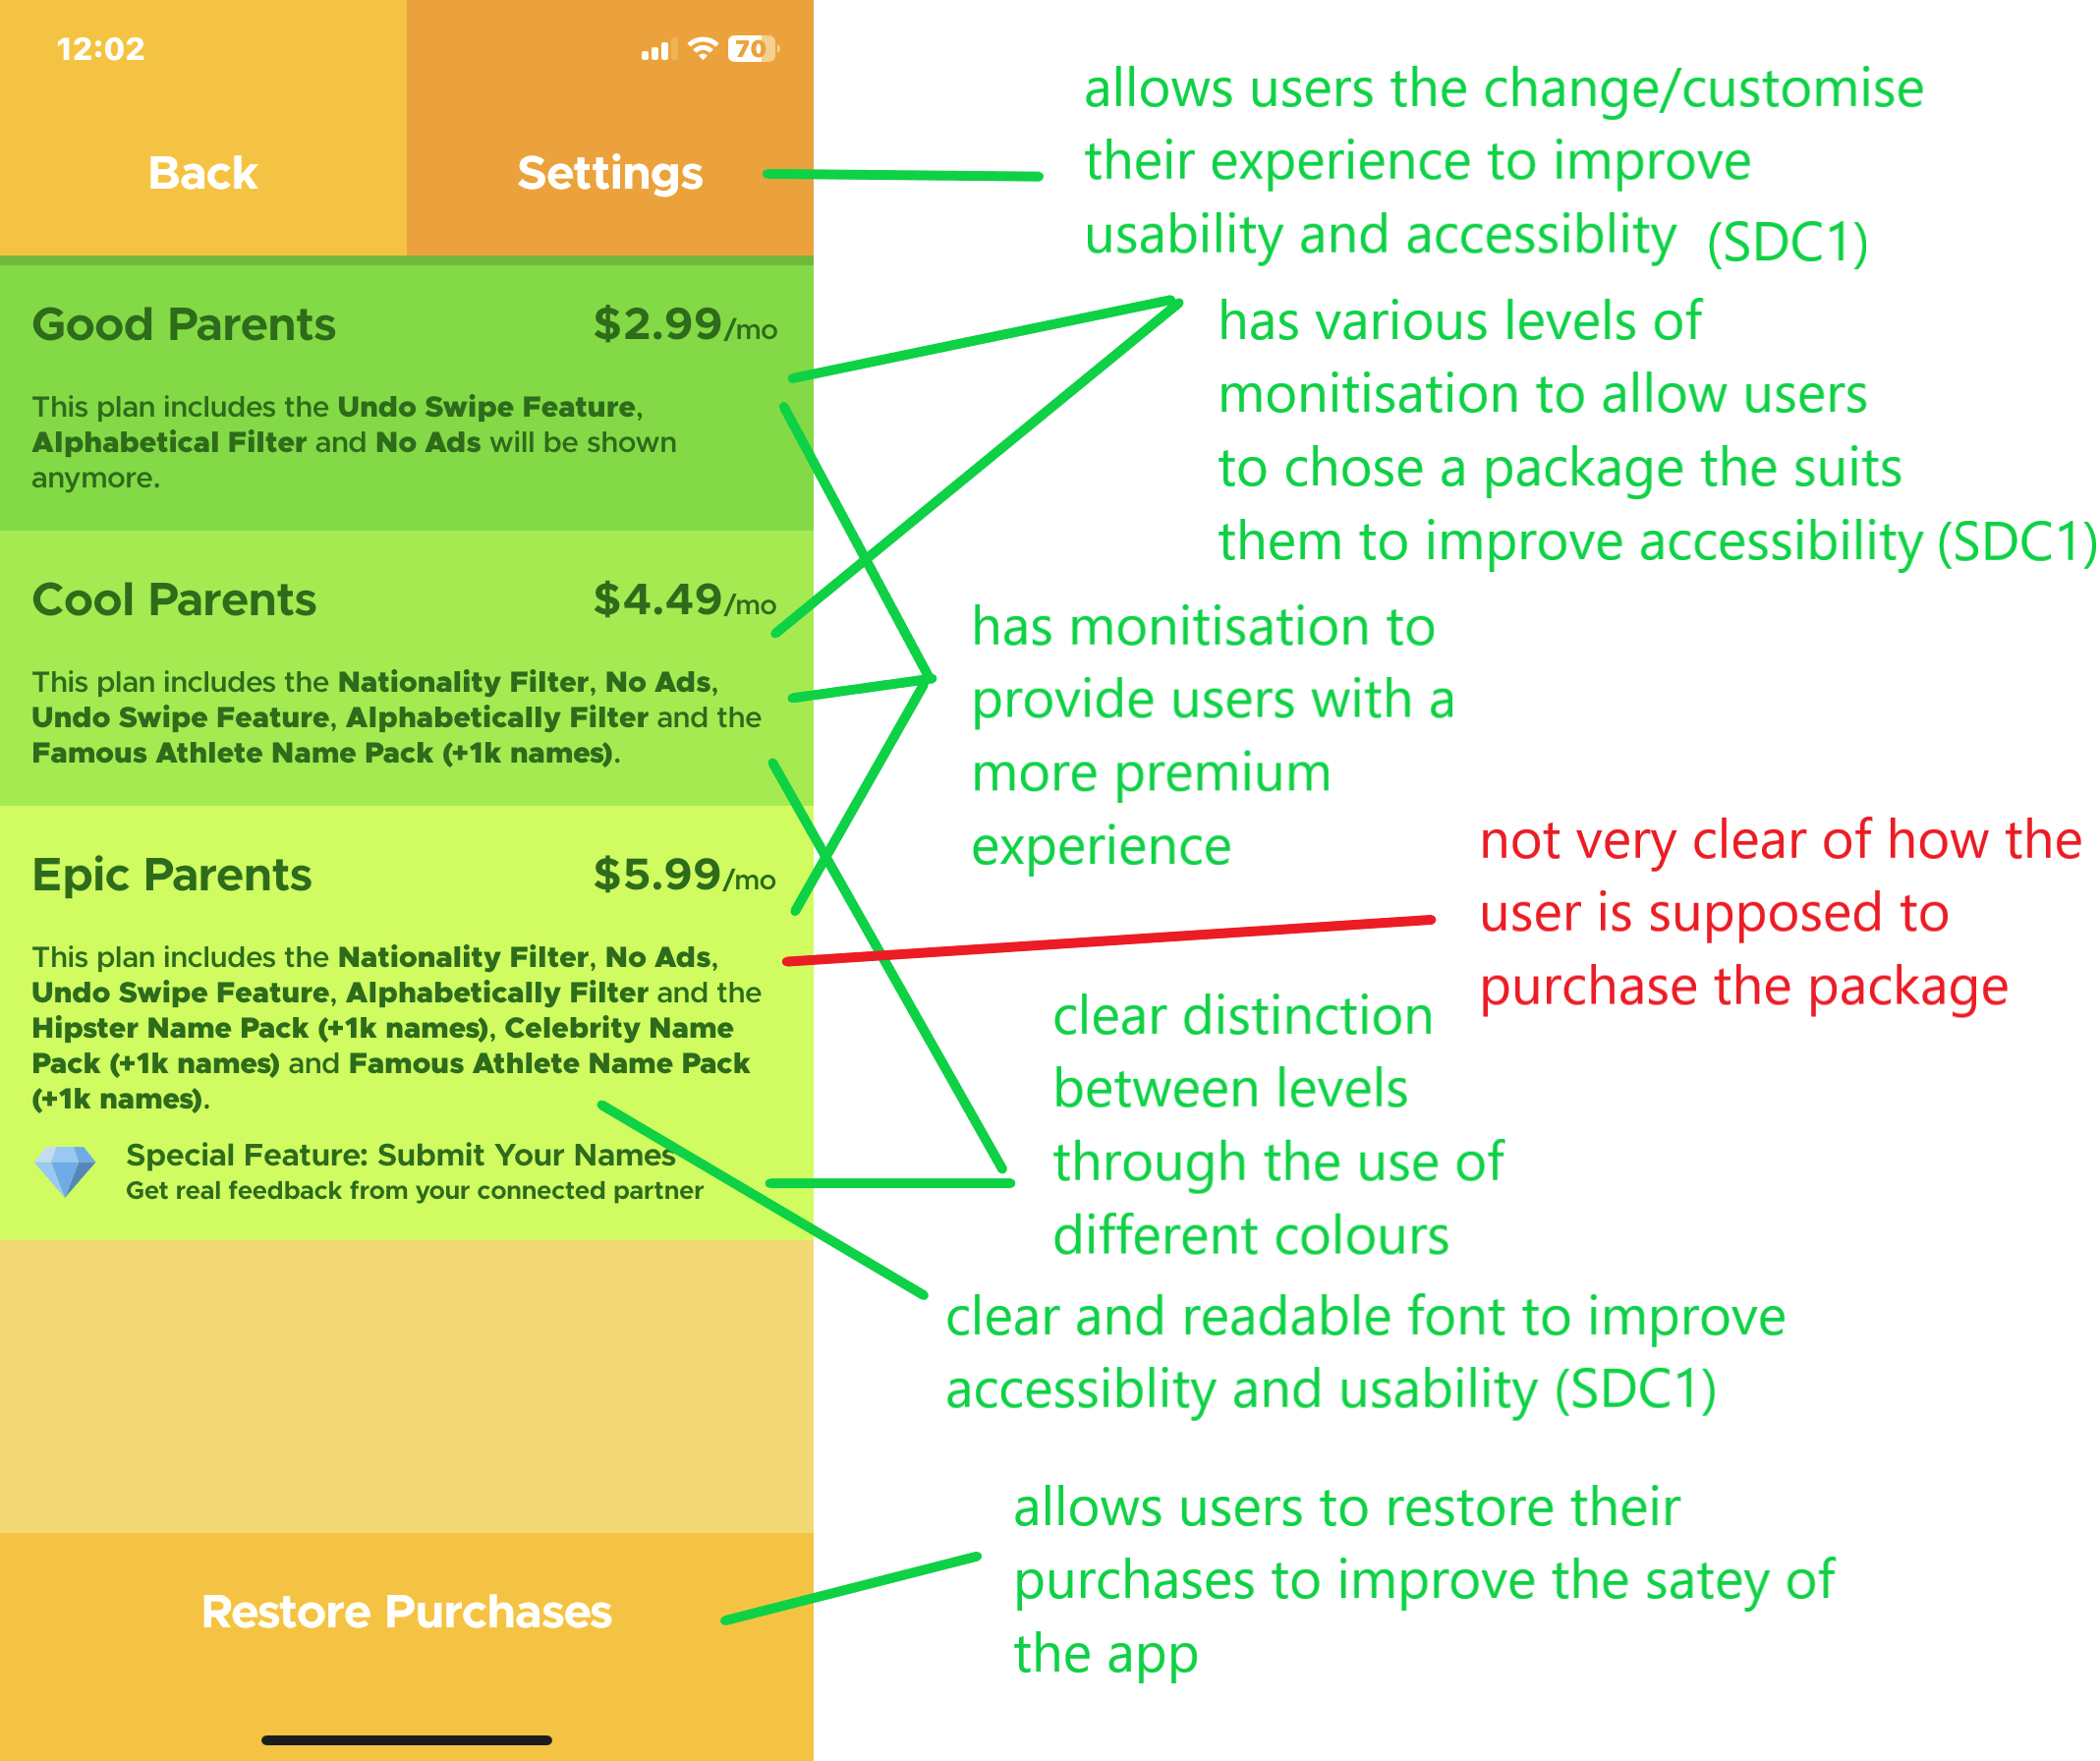 12:02
70
Back
Settings
Good Parents
$2.99/mo
This plan includes the Undo Swipe Feature,
Alphabetical Filter and No Ads will be shown
anymore.
Cool Parents
$4.49/mo
This plan includes the Nationality Filter, No Ads,
Undo Swipe Feature, Alphabetically Filter and the
Famous Athlete Name Pack (+1k names).
Epic Parents
$5.99/mo
This plan includes the Nationality Filter, No Ads,
Undo Swipe Feature, Alphabetically Filter and the
Hipster Name Pack (+1k names), Celebrity Name
Pack (+1k names) and Famous Athlete Name Pack
(+1k names).
Special Feature: Submit Your Names
Get real feedback from your connected partner
Restore Purchases
allows users the change/customise
their experience to improve
usability and accessiblity (SDC1)
has various levels of
monitisation to allow users
to chose a package the suits
them to improve accessibility (SDC1)
has monitisation to
provide users with a
more premium
experience
not very clear of how the
user is supposed to
purchase the package
clear distinction
between levels
through the use of
different colours
clear and readable font to improve
accessiblity and usability (SDC1)
allows users to restore their
purchases to improve the satey of
the app